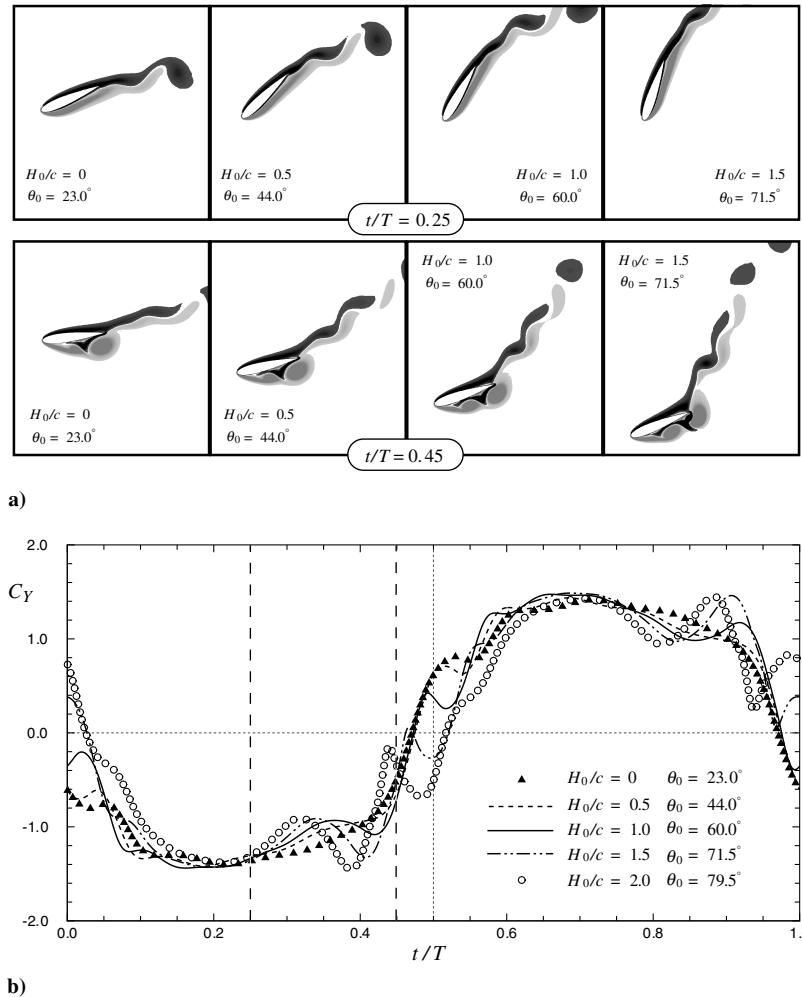 H₀/c = 0
θ₀ = 23.0°
H₀/c = 0.5
θ₀ = 44.0°
H₀/c = 1.0
θ₀ = 60.0°
H₀/c = 1.5
θ₀ = 71.5°
t/T = 0.25
H₀/c = 0
θ₀ = 23.0°
H₀/c = 0.5
θ₀ = 44.0°
H₀/c = 1.0
θ₀ = 60.0°
H₀/c = 1.5
θ₀ = 71.5°
t/T = 0.45
a)
2.0
C_Y
1.0
0.0
-1.0
-2.0
H₀/c = 0 θ₀ = 23.0°
H₀/c = 0.5 θ₀ = 44.0°
H₀/c = 1.0 θ₀ = 60.0°
H₀/c = 1.5 θ₀ = 71.5°
H₀/c = 2.0 θ₀ = 79.5°
0.0 0.2 0.4 0.6 0.8 1.
t/T
b)